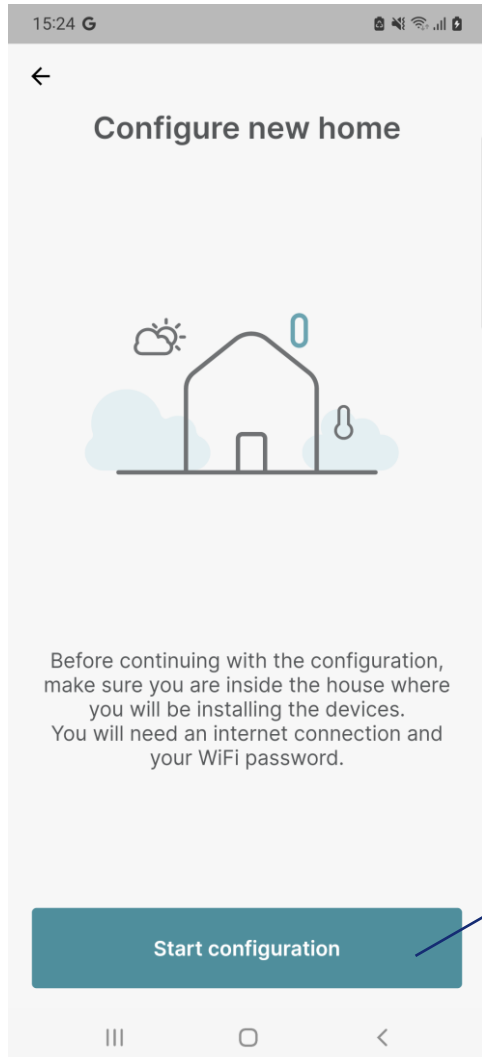 15:24 G
Configure new home
Before continuing with the configuration,
make sure you are inside the house where
you will be installing the devices.
You will need an internet connection and
your WiFi password.
Start configuration